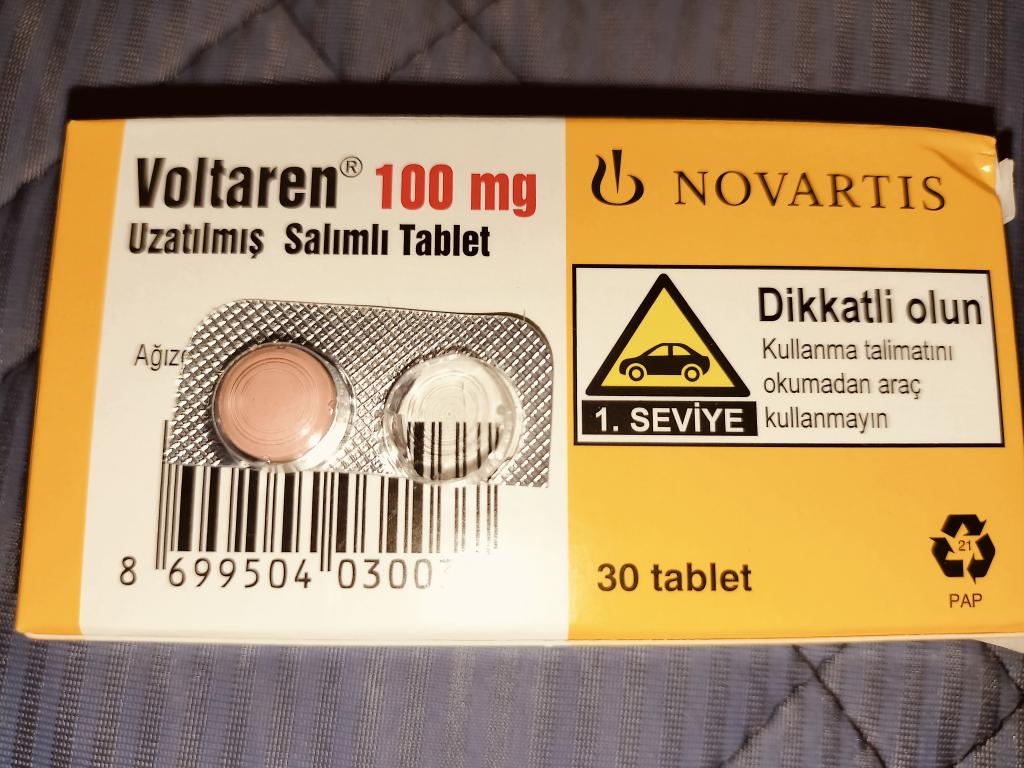 Voltaren® 100 mg
Uzatılmış Salımlı Tablet
NOVARTIS
Dikkatli olun
Kullanma talimatını
okumadan araç
kullanmayın
1. SEVİYE
8 699504 0300
30 tablet
21
PAP